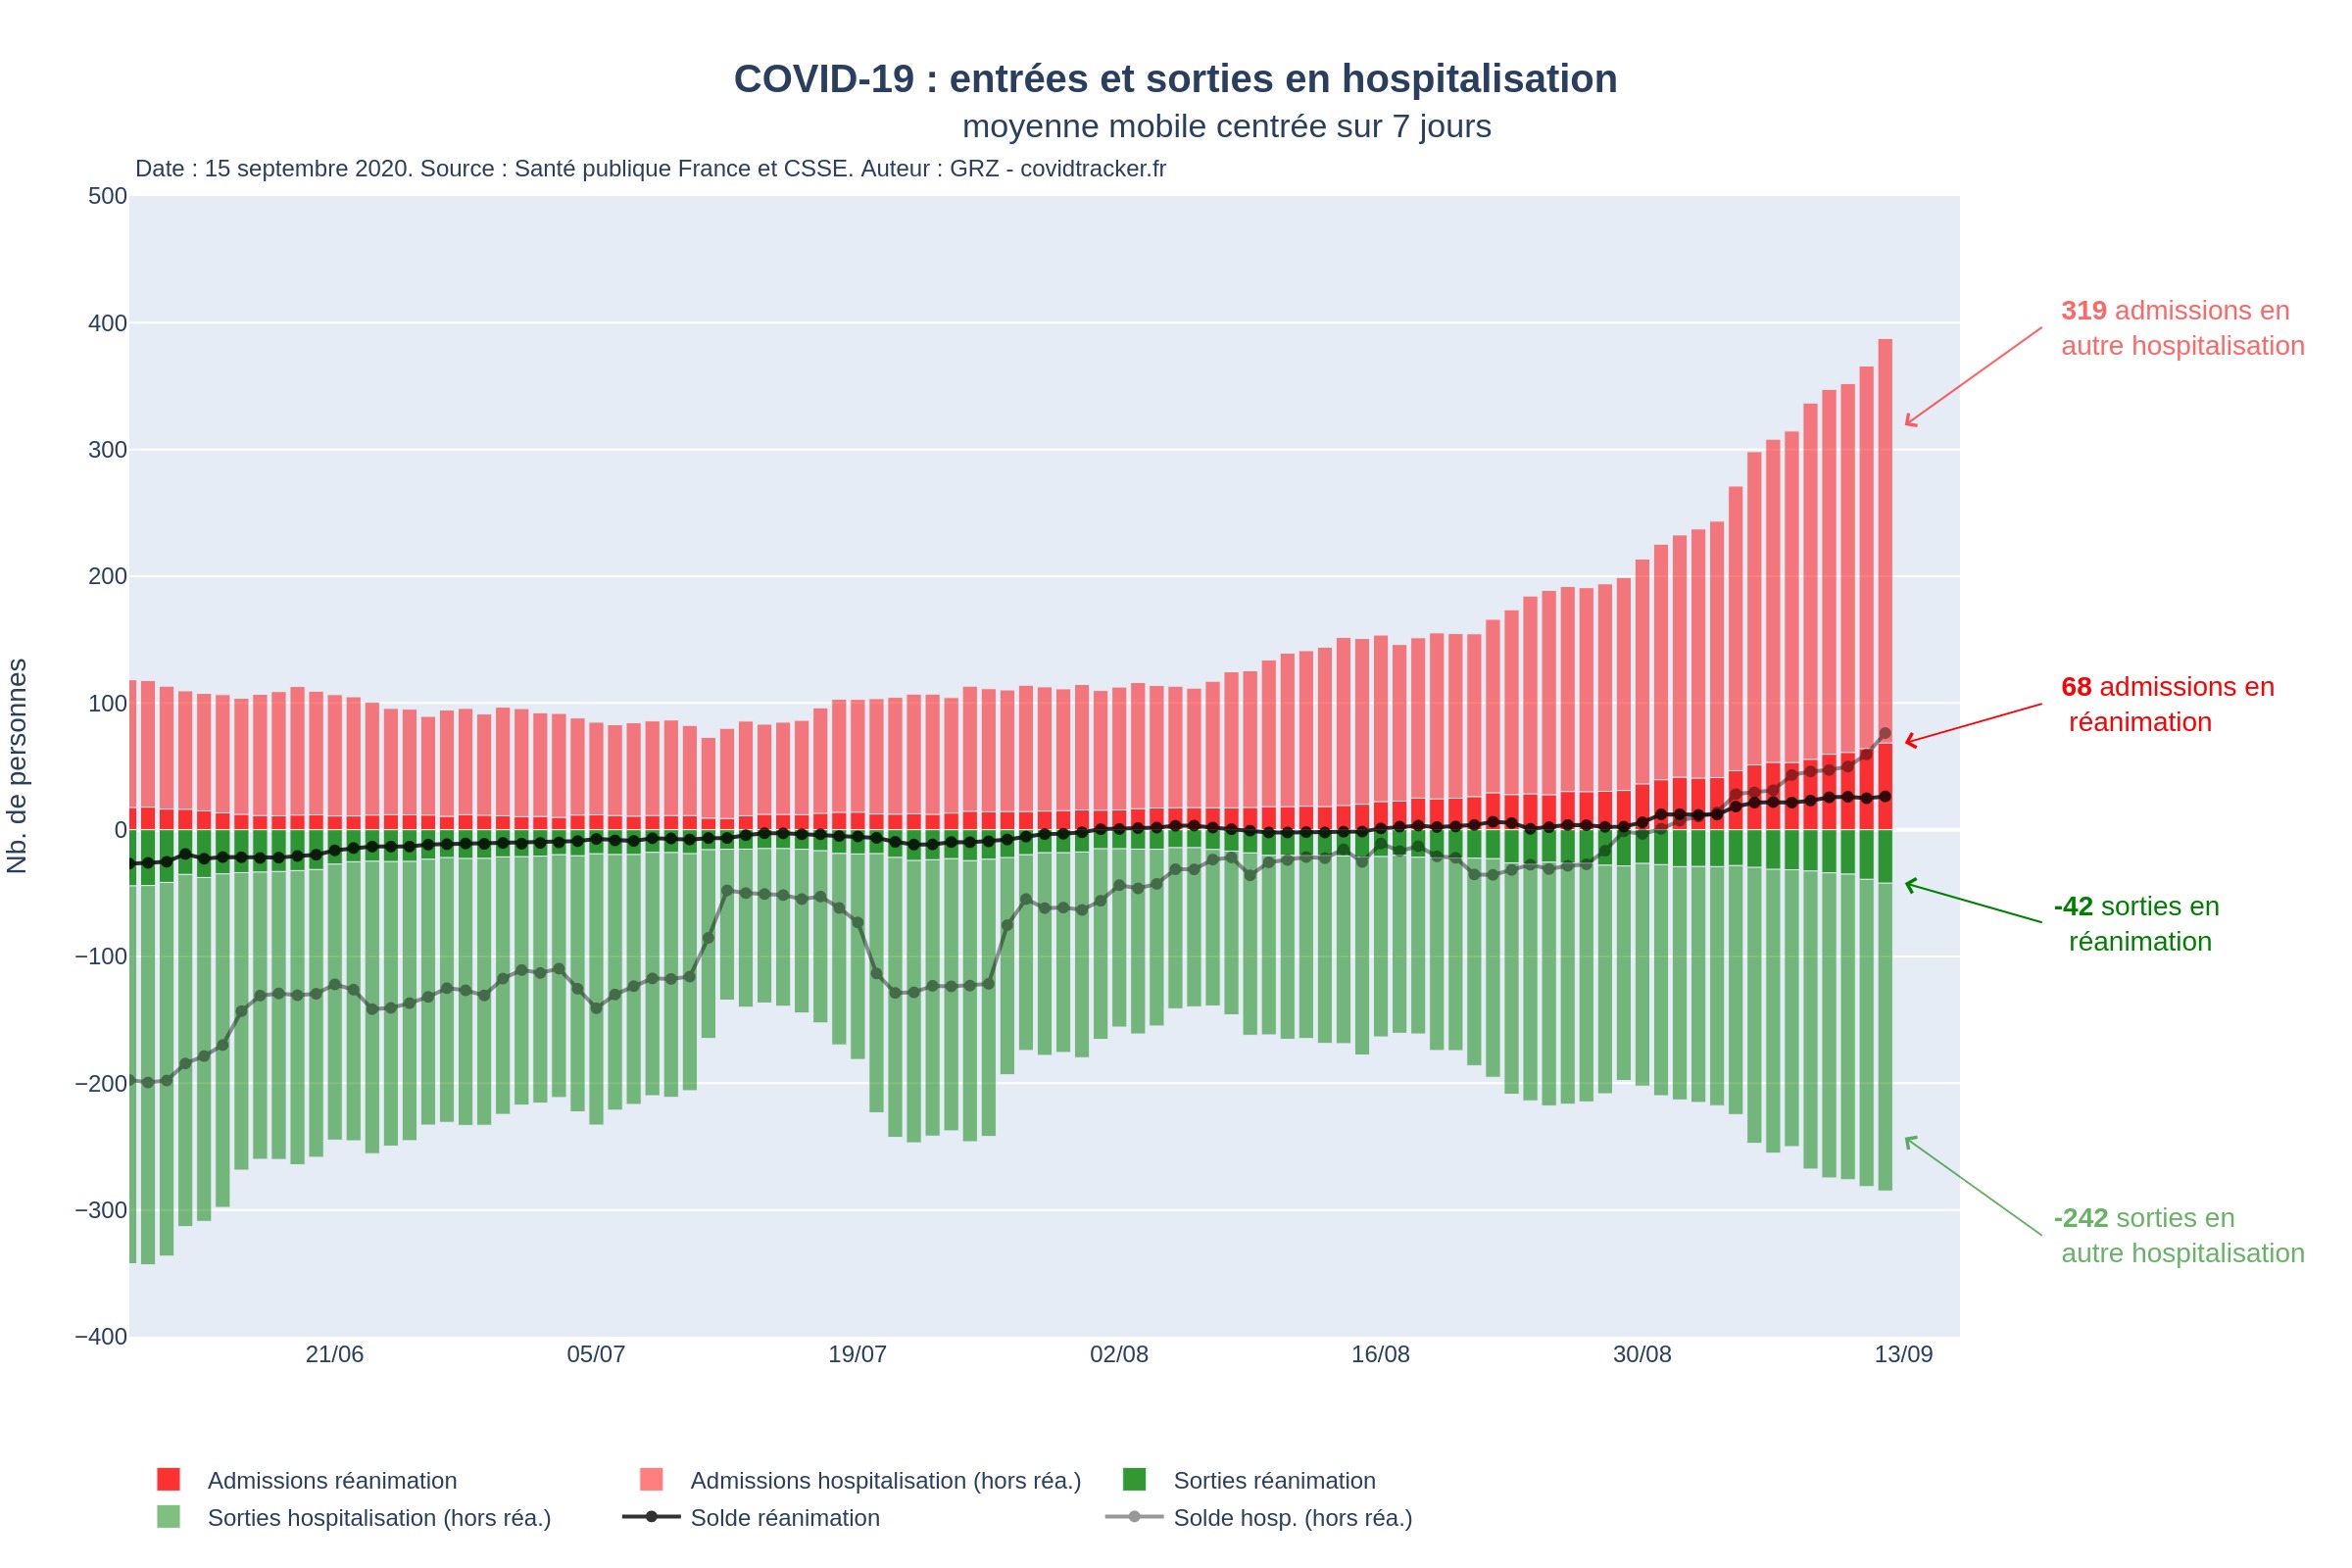 COVID-19 : entrées et sorties en hospitalisation
moyenne mobile centrée sur 7 jours
Date : 15 septembre 2020. Source : Santé publique France et CSSE. Auteur : GRZ - covidtracker.fr
Nb. de personnes
500
400
300
200
100
0
−100
−200
−300
−400
21/06
05/07
19/07
02/08
16/08
30/08
13/09
319 admissions en
autre hospitalisation
68 admissions en
réanimation
-42 sorties en
réanimation
-242 sorties en
autre hospitalisation
Admissions réanimation
Admissions hospitalisation (hors réa.)
Sorties réanimation
Sorties hospitalisation (hors réa.)
Solde réanimation
Solde hosp. (hors réa.)